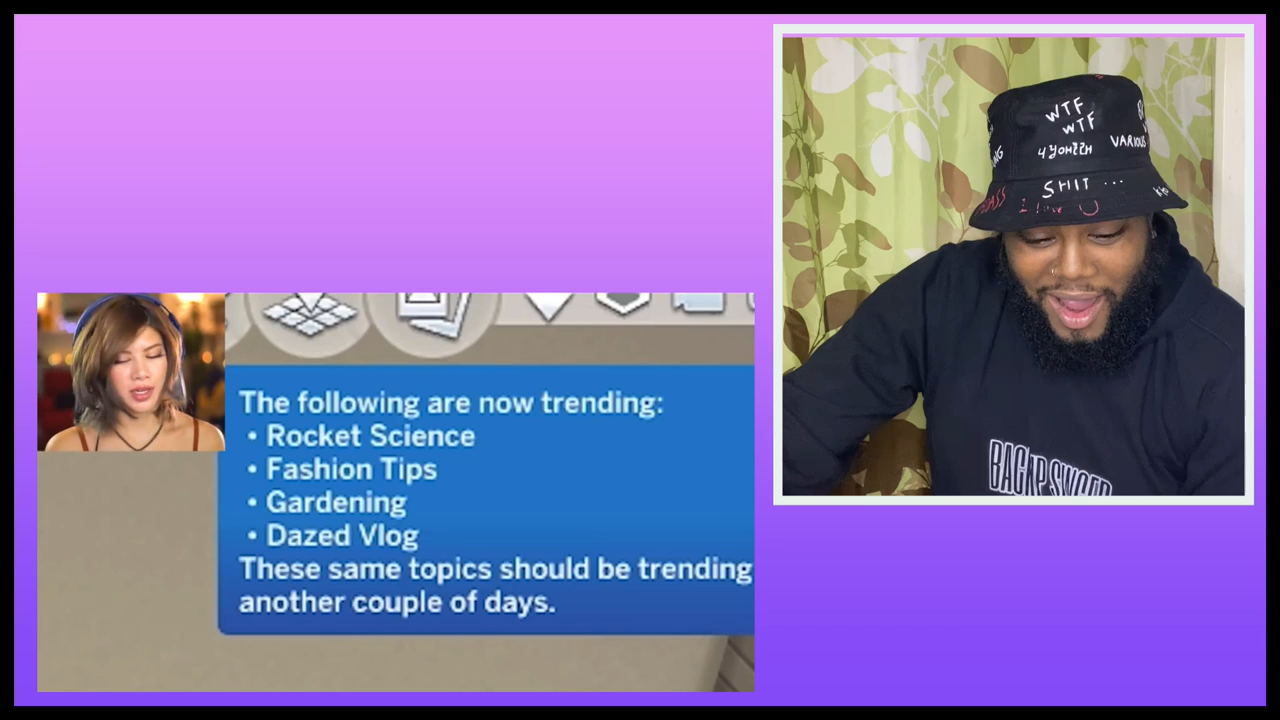 The following are now trending:
• Rocket Science
• Fashion Tips
• Gardening
• Dazed Vlog
These same topics should be trending
another couple of days.
WTF
WTF
VARIOUS
SHIT ...
I love U